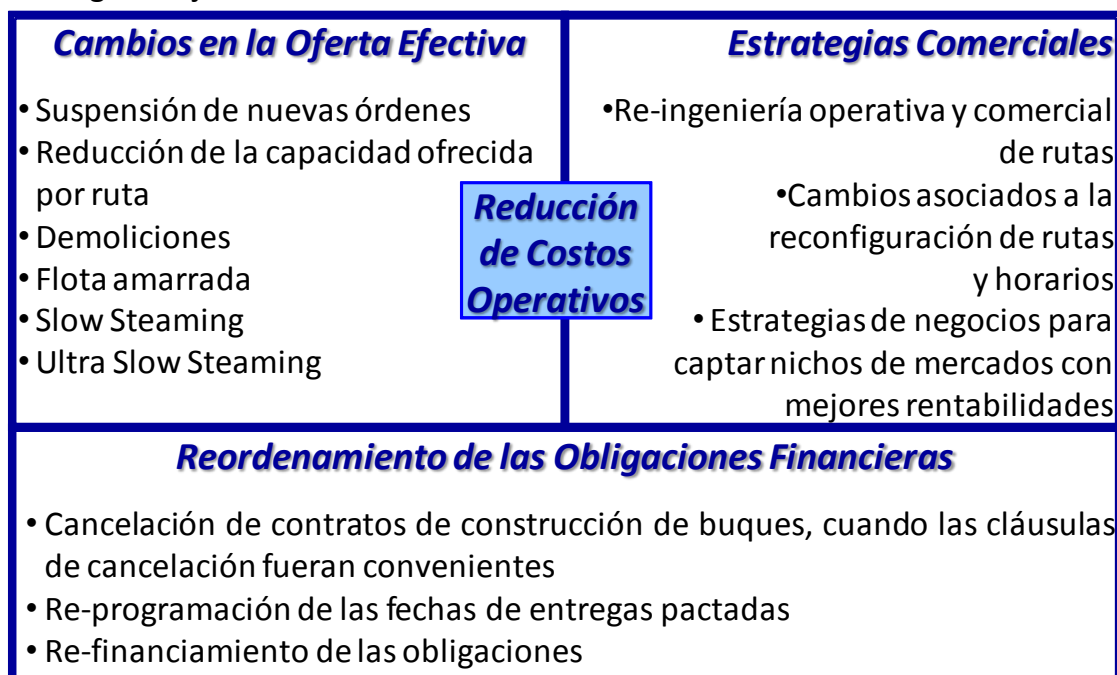 Cambios en la Oferta Efectiva
• Suspensión de nuevas órdenes
• Reducción de la capacidad ofrecida
por ruta
• Demoliciones
• Flota amarrada
• Slow Steaming
• Ultra Slow Steaming
Estrategias Comerciales
•Re-ingeniería operativa y comercial
de rutas
•Cambios asociados a la
reconfiguración de rutas
y horarios
• Estrategias de negocios para
captar nichos de mercados con
mejores rentabilidades
Reducción
de Costos
Operativos
Reordenamiento de las Obligaciones Financieras
• Cancelación de contratos de construcción de buques, cuando las cláusulas
de cancelación fueran convenientes
• Re-programación de las fechas de entregas pactadas
• Re-financiamiento de las obligaciones